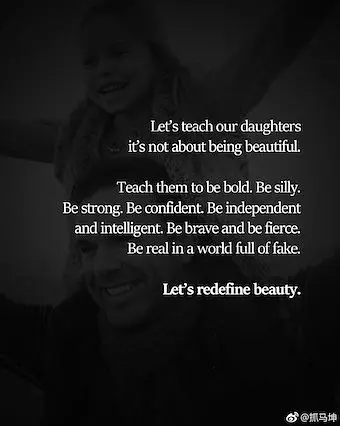 Let's teach our daughters
it's not about being beautiful.
Teach them to be bold. Be silly.
Be strong. Be confident. Be independent
and intelligent. Be brave and be fierce.
Be real in a world full of fake.
Let's redefine beauty.
@抓马坤